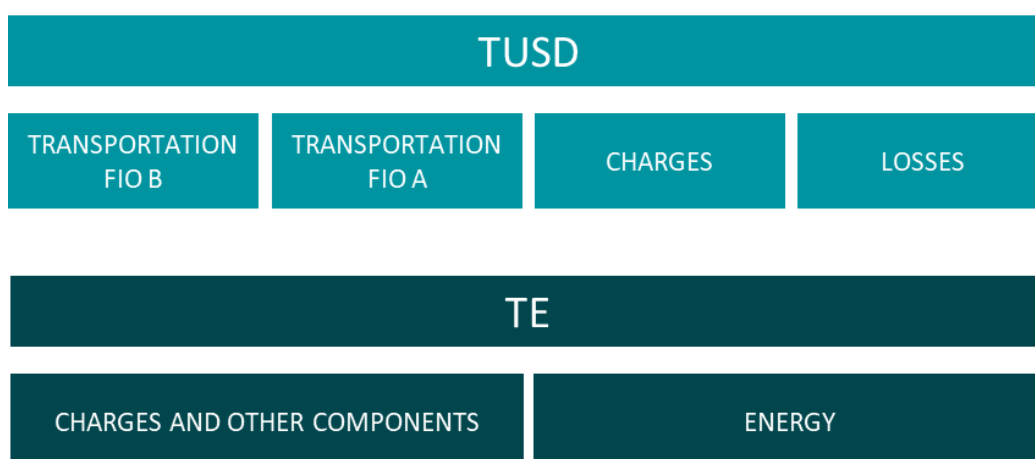 TUSD
TRANSPORTATION
FIO B
TRANSPORTATION
FIO A
CHARGES
LOSSES
TE
CHARGES AND OTHER COMPONENTS
ENERGY